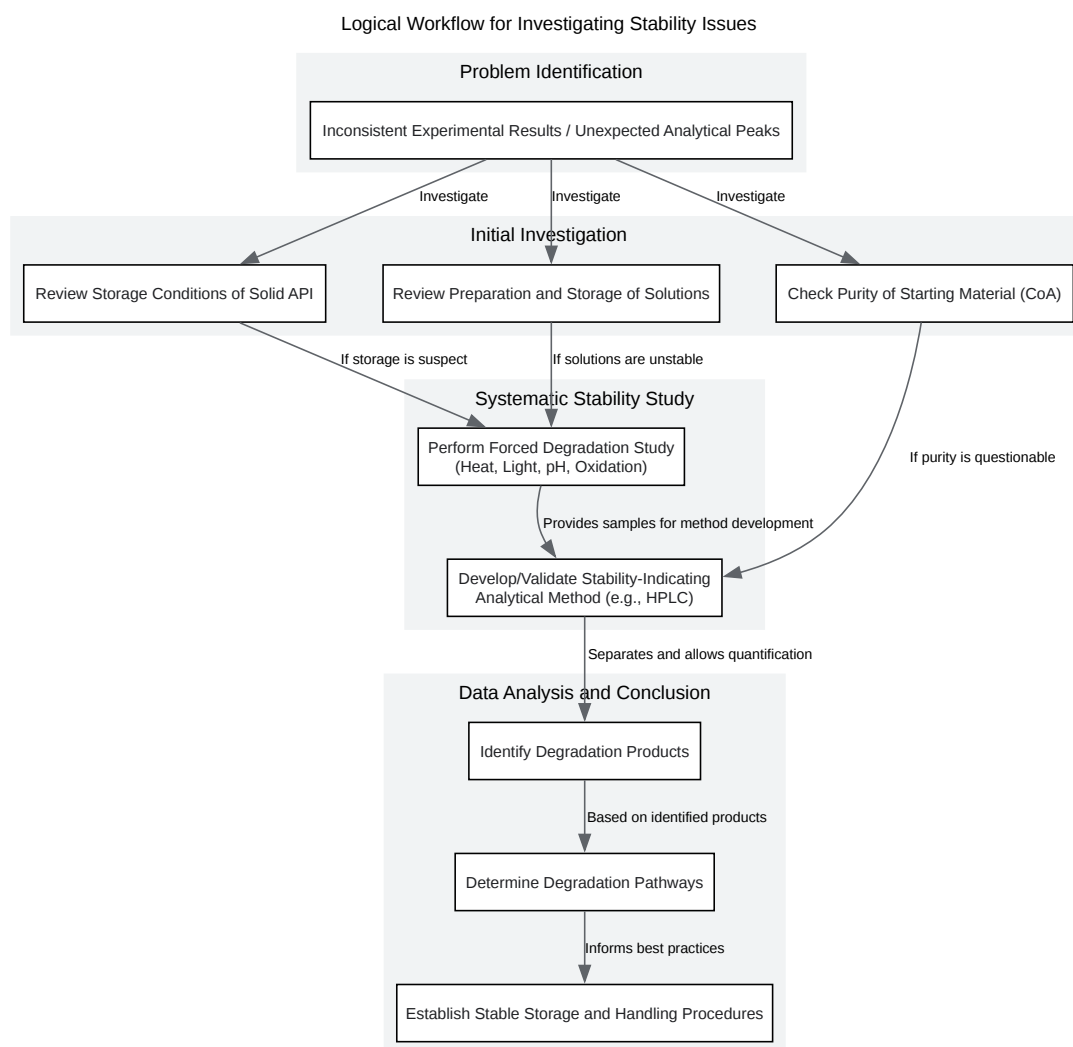 Logical Workflow for Investigating Stability Issues
Problem Identification
Inconsistent Experimental Results / Unexpected Analytical Peaks
Investigate
Investigate
Investigate
Initial Investigation
Review Storage Conditions of Solid API
Review Preparation and Storage of Solutions
Check Purity of Starting Material (CoA)
If storage is suspect
If solutions are unstable
Systematic Stability Study
Perform Forced Degradation Study
(Heat, Light, pH, Oxidation)
If purity is questionable
Provides samples for method development
Develop/Validate Stability-Indicating
Analytical Method (e.g., HPLC)
Separates and allows quantification
Data Analysis and Conclusion
Identify Degradation Products
Based on identified products
Determine Degradation Pathways
Informs best practices
Establish Stable Storage and Handling Procedures